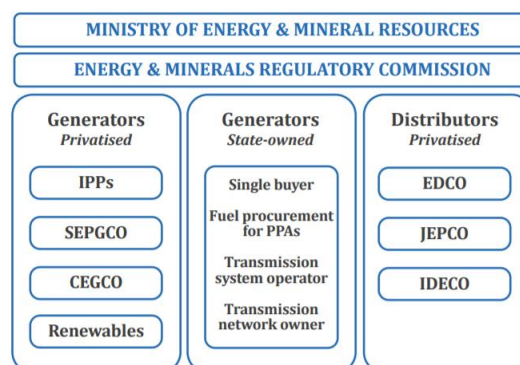 MINISTRY OF ENERGY & MINERAL RESOURCES
ENERGY & MINERALS REGULATORY COMMISSION
Generators
Privatised
IPPs
SEPGCO
CEGCO
Renewables
Generators
State-owned
Single buyer
Fuel procurement
for PPAs
Transmission
system operator
Transmission
network owner
Distributors
Privatised
EDCO
JEPCO
IDECO